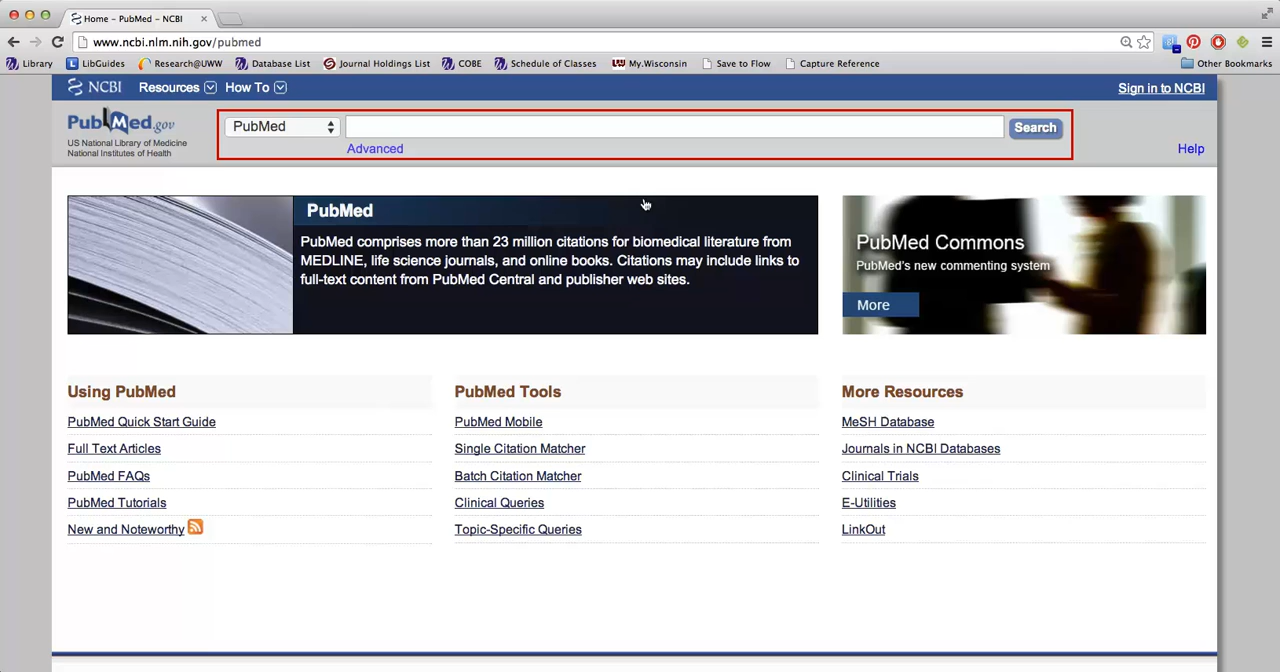 Home – PubMed – NCBI
www.ncbi.nlm.nih.gov/pubmed
Library LibGuides Research@UWW Database List Journal Holdings List COBE Schedule of Classes My.Wisconsin Save to Flow Capture Reference Other Bookmarks
NCBI Resources How To Sign in to NCBI
PubMed.gov
US National Library of Medicine
National Institutes of Health
PubMed Search
Advanced
Help
PubMed
PubMed comprises more than 23 million citations for biomedical literature from
MEDLINE, life science journals, and online books. Citations may include links to
full-text content from PubMed Central and publisher web sites.
PubMed Commons
PubMed's new commenting system
More
Using PubMed
PubMed Quick Start Guide
Full Text Articles
PubMed FAQs
PubMed Tutorials
New and Noteworthy
PubMed Tools
PubMed Mobile
Single Citation Matcher
Batch Citation Matcher
Clinical Queries
Topic-Specific Queries
More Resources
MeSH Database
Journals in NCBI Databases
Clinical Trials
E-Utilities
LinkOut